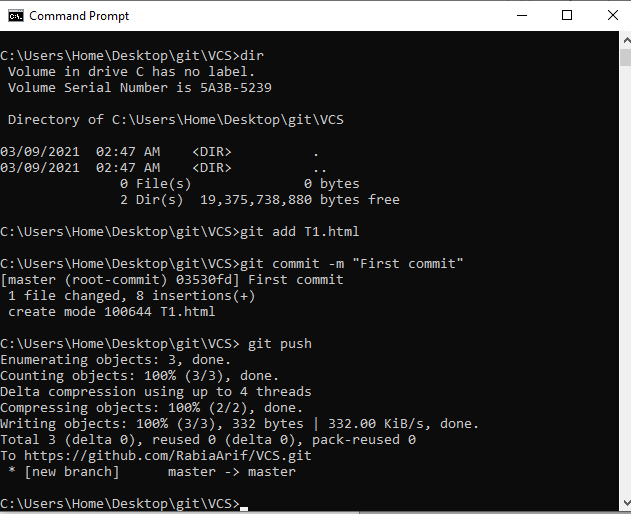 Command Prompt
C:\Users\Home\Desktop\git\VCS>dir
 Volume in drive C has no label.
 Volume Serial Number is 5A3B-5239
 Directory of C:\Users\Home\Desktop\git\VCS
03/09/2021  02:47 AM    <DIR>          .
03/09/2021  02:47 AM    <DIR>          ..
               0 File(s)              0 bytes
               2 Dir(s)  19,375,738,880 bytes free
C:\Users\Home\Desktop\git\VCS>git add T1.html
C:\Users\Home\Desktop\git\VCS>git commit -m "First commit"
[master (root-commit) 03530fd] First commit
 1 file changed, 8 insertions(+)
 create mode 100644 T1.html
C:\Users\Home\Desktop\git\VCS> git push
Enumerating objects: 3, done.
Counting objects: 100% (3/3), done.
Delta compression using up to 4 threads
Compressing objects: 100% (2/2), done.
Writing objects: 100% (3/3), 332 bytes | 332.00 KiB/s, done.
Total 3 (delta 0), reused 0 (delta 0), pack-reused 0
To https://github.com/RabiaArif/VCS.git
 * [new branch]      master -> master
C:\Users\Home\Desktop\git\VCS>